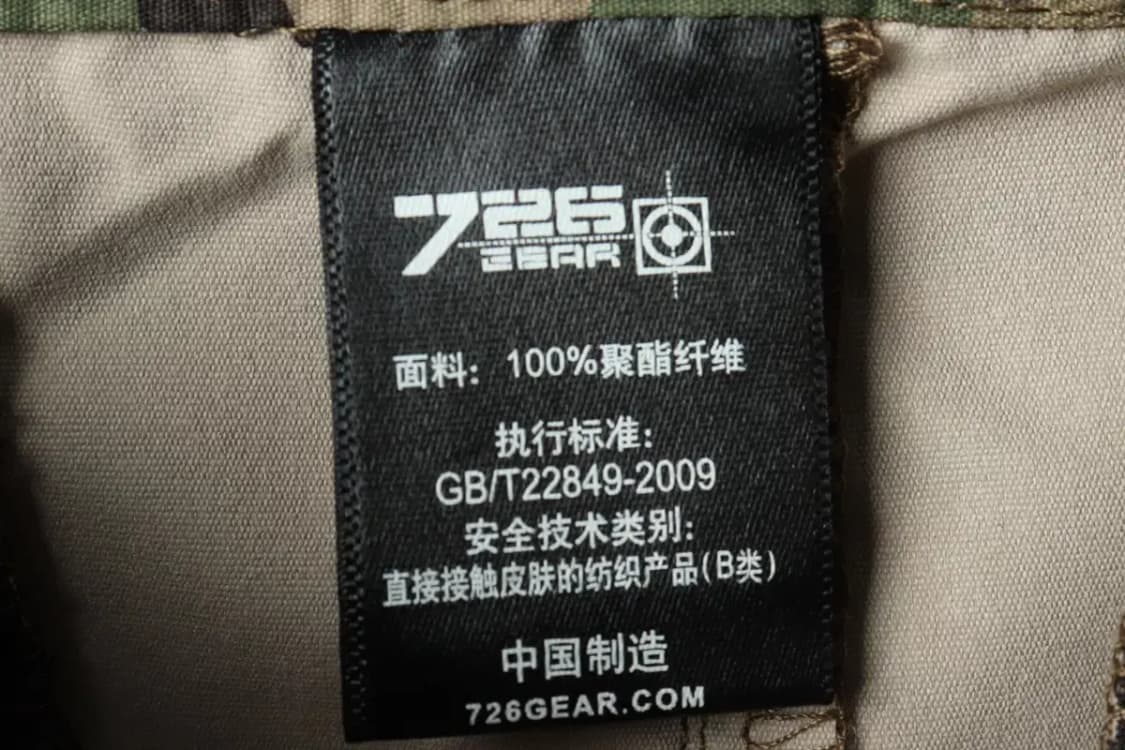 726
GEAR
面料：100%聚酯纤维
执行标准：
GB/T22849-2009
安全技术类别：
直接接触皮肤的纺织产品（B类）
中国制造
726GEAR.COM